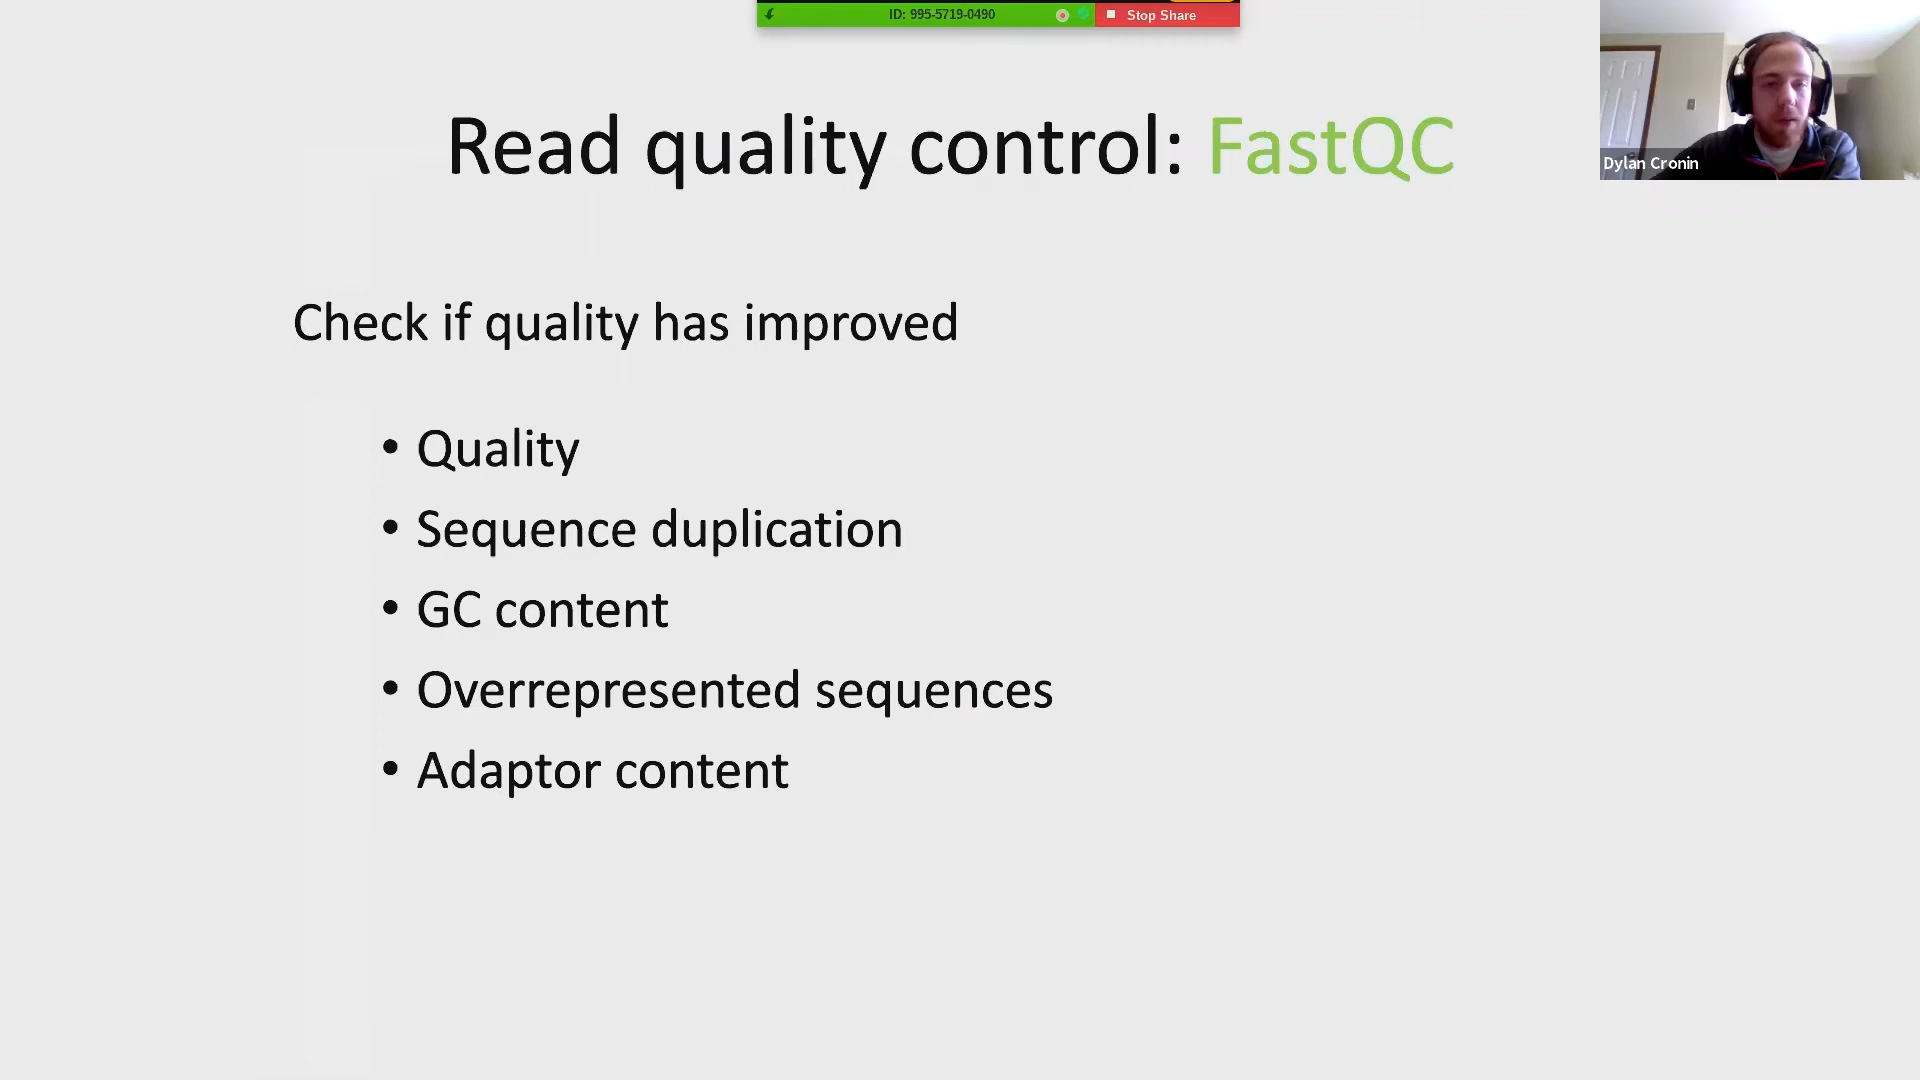 ID: 995-5719-0490
Stop Share
Read quality control: FastQC
Dylan Cronin
Check if quality has improved
• Quality
• Sequence duplication
• GC content
• Overrepresented sequences
• Adaptor content